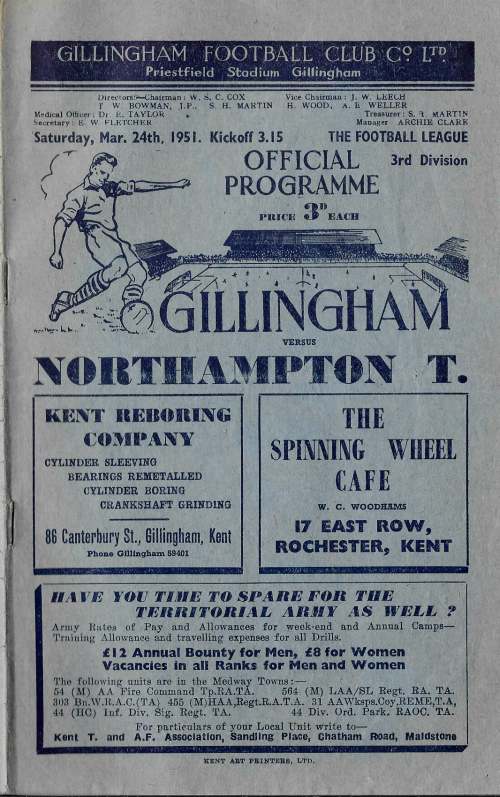 GILLINGHAM FOOTBALL CLUB Cº LTD.
Priestfield Stadium Gillingham
Directors:—Chairman: W. S. C. COX Vice Chairman: J. W. LEECH
T W. BOWMAN, J.P., S. H. MARTIN H. WOOD, A. E WELLER
Medical Officer: Dr. E. TAYLOR Treasurer: S. H. MARTIN
Secretary: E. W FLETCHER Manager ARCHIE CLARK
Saturday, Mar. 24th, 1951. Kickoff 3.15 THE FOOTBALL LEAGUE
OFFICIAL 3rd Division
PROGRAMME
PRICE 3D EACH
GILLINGHAM
VERSUS
NORTHAMPTON T.
KENT REBORING
COMPANY
CYLINDER SLEEVING
BEARINGS REMETALLED
CYLINDER BORING
CRANKSHAFT GRINDING
86 Canterbury St., Gillingham, Kent
Phone Gillingham 59401
THE
SPINNING WHEEL
CAFE
W. C. WOODHAMS
17 EAST ROW,
ROCHESTER, KENT
HAVE YOU TIME TO SPARE FOR THE
TERRITORIAL ARMY AS WELL ?
Army Rates of Pay and Allowances for week-end and Annual Camps—
Training Allowance and travelling expenses for all Drills.
£12 Annual Bounty for Men, £8 for Women
Vacancies in all Ranks for Men and Women
The following units are in the Medway Towns:—
54 (M) AA Fire Command Tp.RA.TA. 564 (M) LAA/SL Regt. RA. TA.
303 Bn.W.R.A.C.(TA) 455 (M)HAA,Regt.R.A.T.A. 31 AAWksps.Coy,REME,T.A,
44 (HC) Inf. Div. Sig. Regt. TA. 44 Div. Ord. Park. RAOC. TA.
For particulars of your Local Unit write to—
Kent T. and A.F. Association, Sandling Place, Chatham Road, Maidstone
KENT ART PRINTERS, LTD.